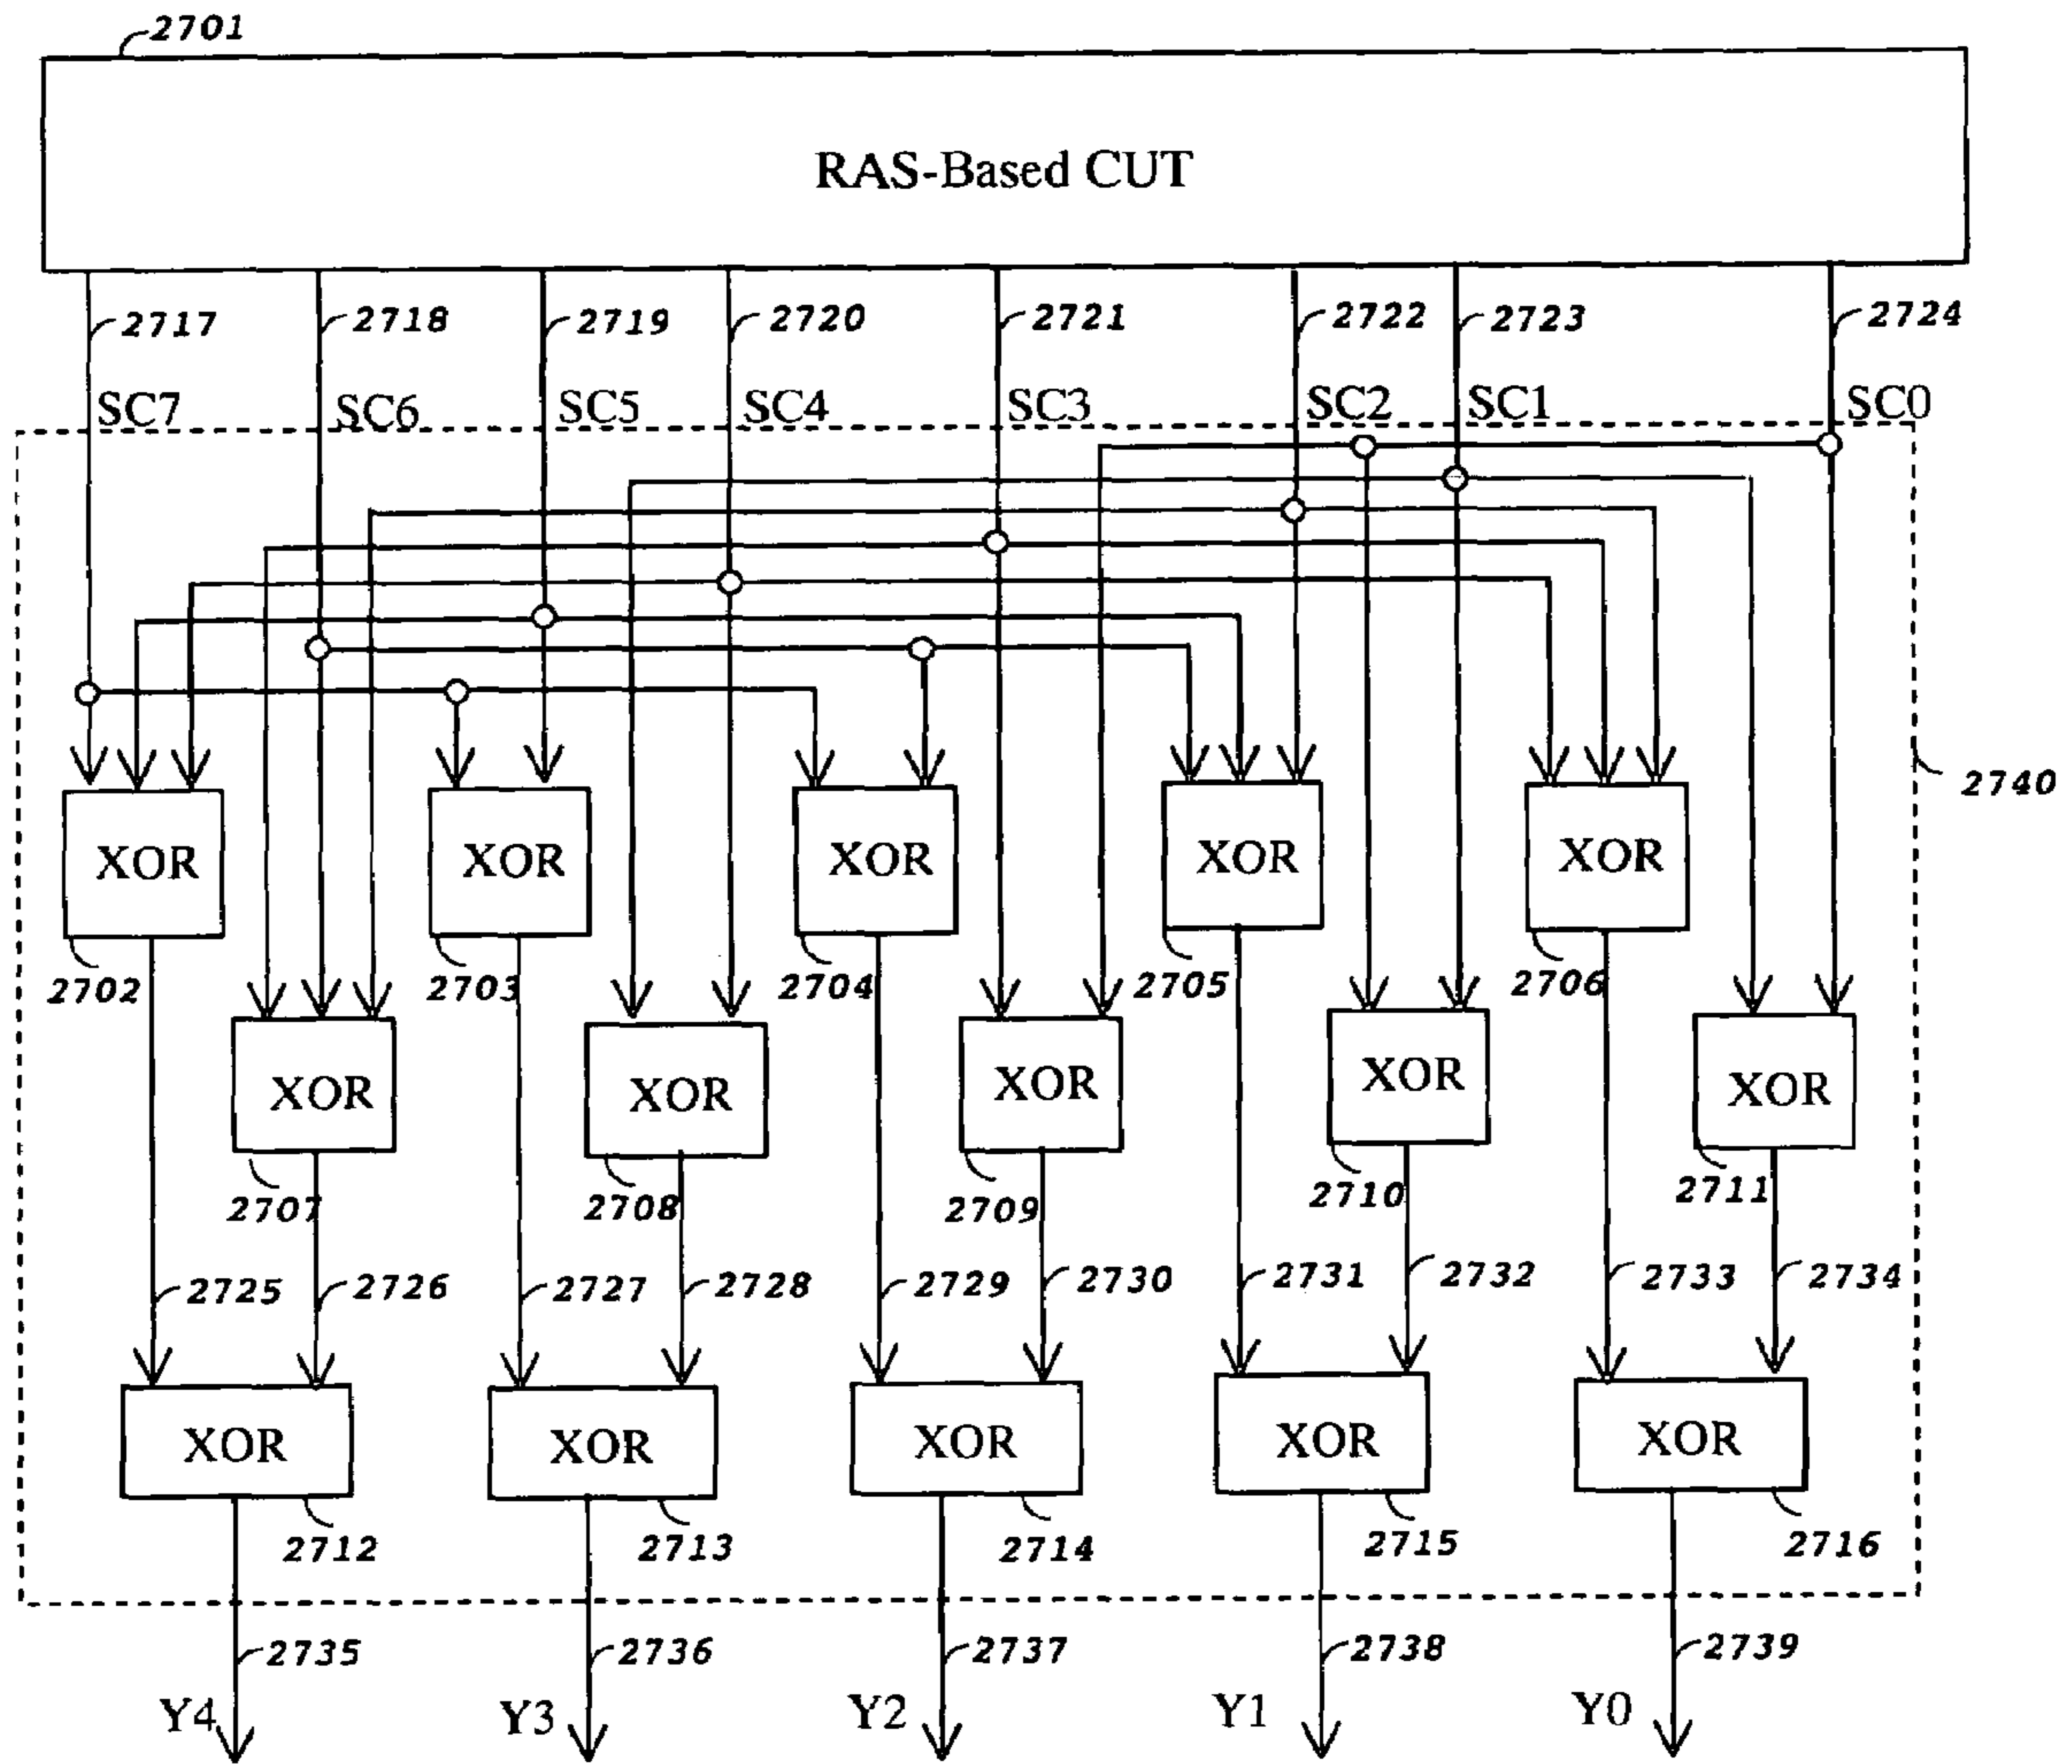 2701
RAS-Based CUT
2717 2718 2719 2720 2721 2722 2723 2724
SC7 SC6 SC5 SC4 SC3 SC2 SC1 SC0
2740
XOR XOR XOR XOR XOR
2702 2703 2704 2705 2706
XOR XOR XOR XOR XOR
2707 2708 2709 2710 2711
2725 2726 2727 2728 2729 2730 2731 2732 2733 2734
XOR XOR XOR XOR XOR
2712 2713 2714 2715 2716
2735 2736 2737 2738 2739
Y4 Y3 Y2 Y1 Y0